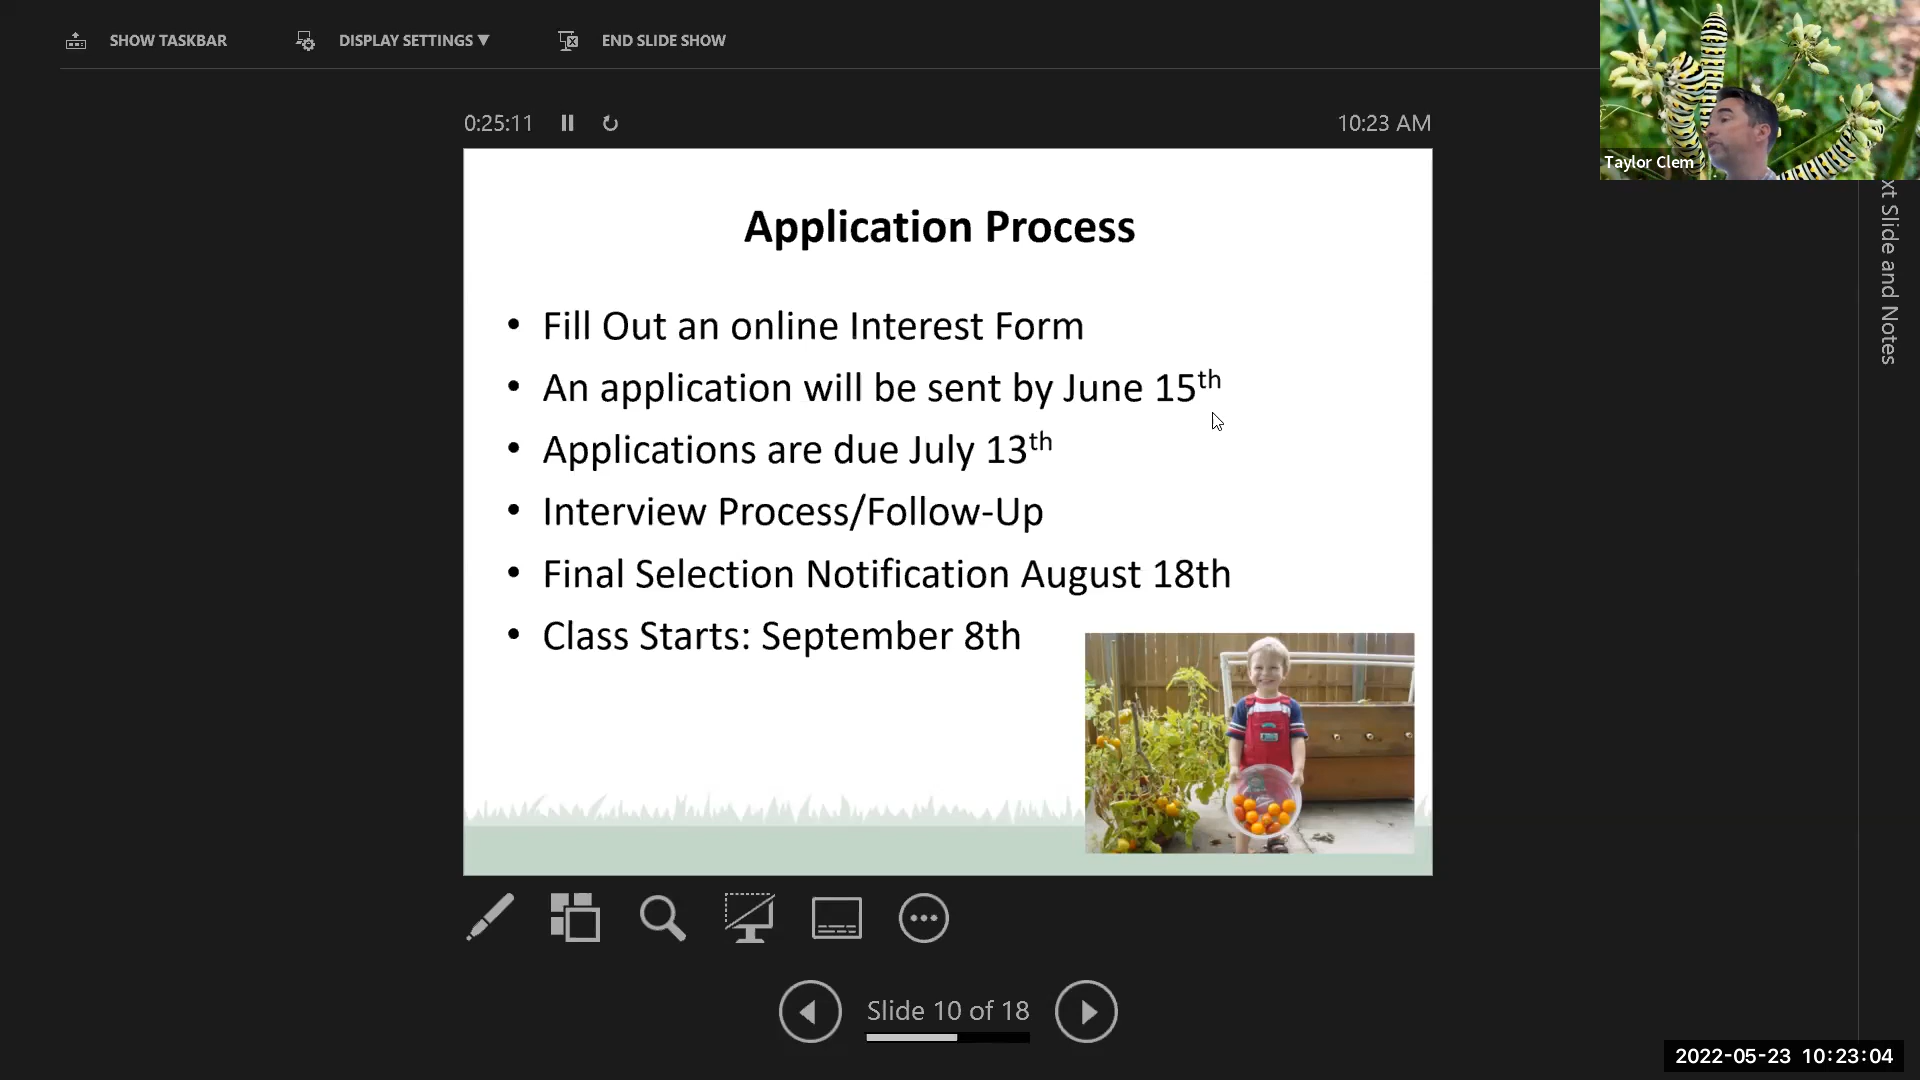 SHOW TASKBAR
DISPLAY SETTINGS ▼
END SLIDE SHOW
0:25:11
10:23 AM
Taylor Clem
Application Process
• Fill Out an online Interest Form
• An application will be sent by June 15th
• Applications are due July 13th
• Interview Process/Follow-Up
• Final Selection Notification August 18th
• Class Starts: September 8th
xt Slide and Notes
Slide 10 of 18
2022-05-23 10:23:04